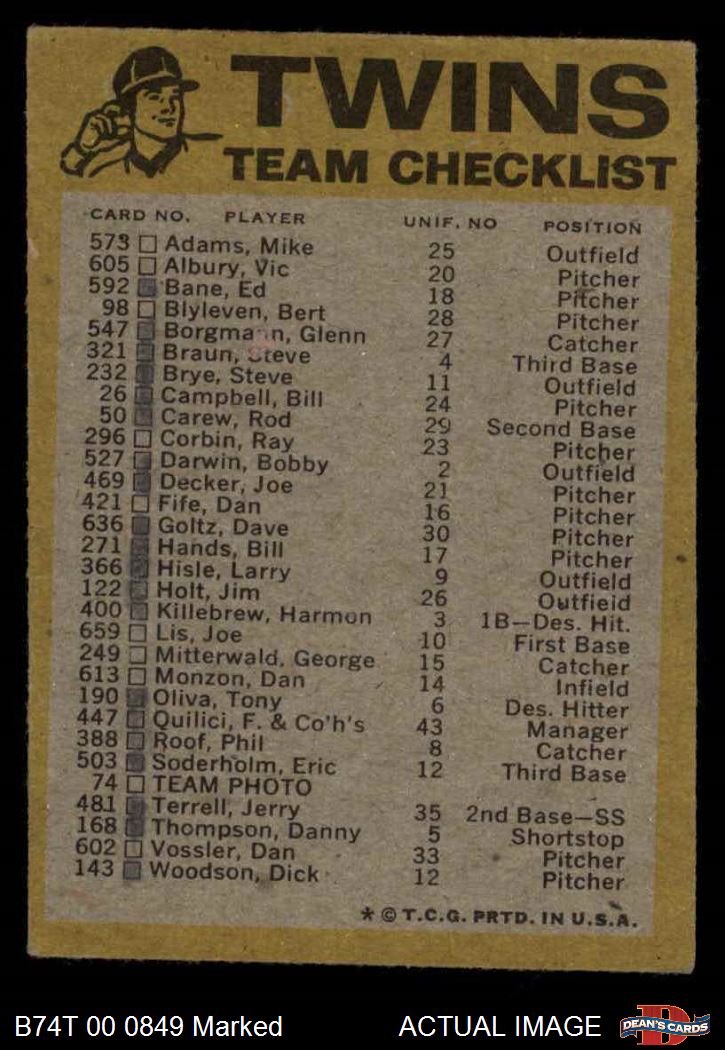 TWINS
TEAM CHECKLIST
CARD NO. PLAYER UNIF. NO POSITION
573 Adams, Mike 25 Outfield
605 Albury, Vic 20 Pitcher
592 Bane, Ed 18 Pitcher
98 Blyleven, Bert 28 Pitcher
547 Borgmann, Glenn 27 Catcher
321 Braun, Steve 4 Third Base
232 Brye, Steve 11 Outfield
26 Campbell, Bill 24 Pitcher
50 Carew, Rod 29 Second Base
296 Corbin, Ray 23 Pitcher
527 Darwin, Bobby 2 Outfield
469 Decker, Joe 21 Pitcher
421 Fife, Dan 16 Pitcher
636 Goltz, Dave 30 Pitcher
271 Hands, Bill 17 Pitcher
366 Hisle, Larry 9 Outfield
122 Holt, Jim 26 Outfield
400 Killebrew, Harmon 3 1B—Des. Hit.
659 Lis, Joe 10 First Base
249 Mitterwald, George 15 Catcher
613 Monzon, Dan 14 Infield
190 Oliva, Tony 6 Des. Hitter
447 Quilici, F. & Co'h's 43 Manager
388 Roof, Phil 8 Catcher
503 Soderholm, Eric 12 Third Base
74 TEAM PHOTO
481 Terrell, Jerry 35 2nd Base—SS
168 Thompson, Danny 5 Shortstop
602 Vossler, Dan 33 Pitcher
143 Woodson, Dick 12 Pitcher
* © T.C.G. PRTD. IN U.S.A.
B74T 00 0849 Marked ACTUAL IMAGE
D
DEAN'S CARDS